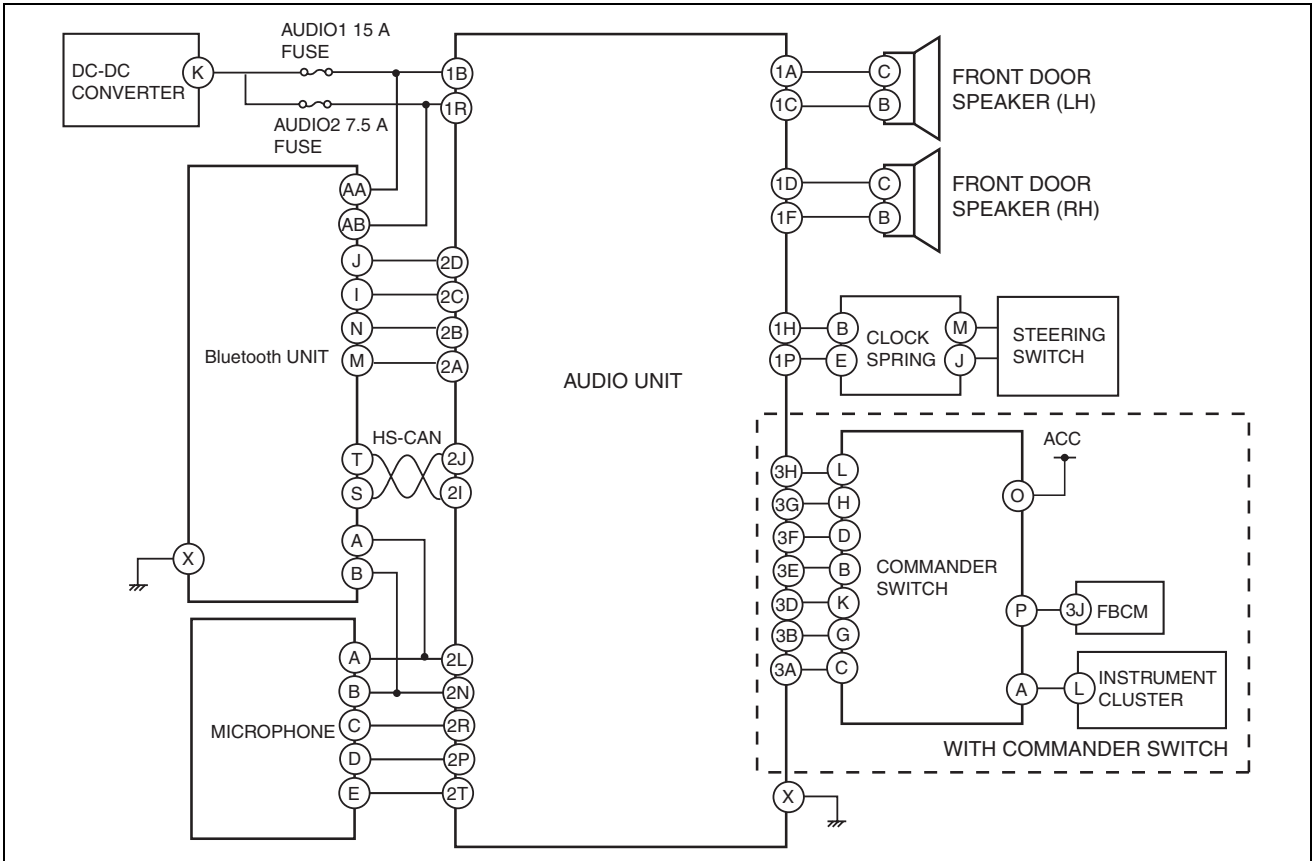 AUDIO1 15 A
FUSE
DC-DC
CONVERTER
K
AUDIO2 7.5 A
FUSE
1B
1R
Bluetooth UNIT
AA
AB
J
I
N
M
T
S
A
B
X
2D
2C
2B
2A
HS-CAN
2J
2I
MICROPHONE
A
B
C
D
E
2L
2N
2R
2P
2T
AUDIO UNIT
1A
1C
C
B
FRONT DOOR
SPEAKER (LH)
1D
1F
C
B
FRONT DOOR
SPEAKER (RH)
1H
1P
B
E
CLOCK
SPRING
M
J
STEERING
SWITCH
3H
3G
3F
3E
3D
3B
3A
L
H
D
B
K
G
C
COMMANDER
SWITCH
ACC
O
P
3J
FBCM
A
L
INSTRUMENT
CLUSTER
WITH COMMANDER SWITCH
X